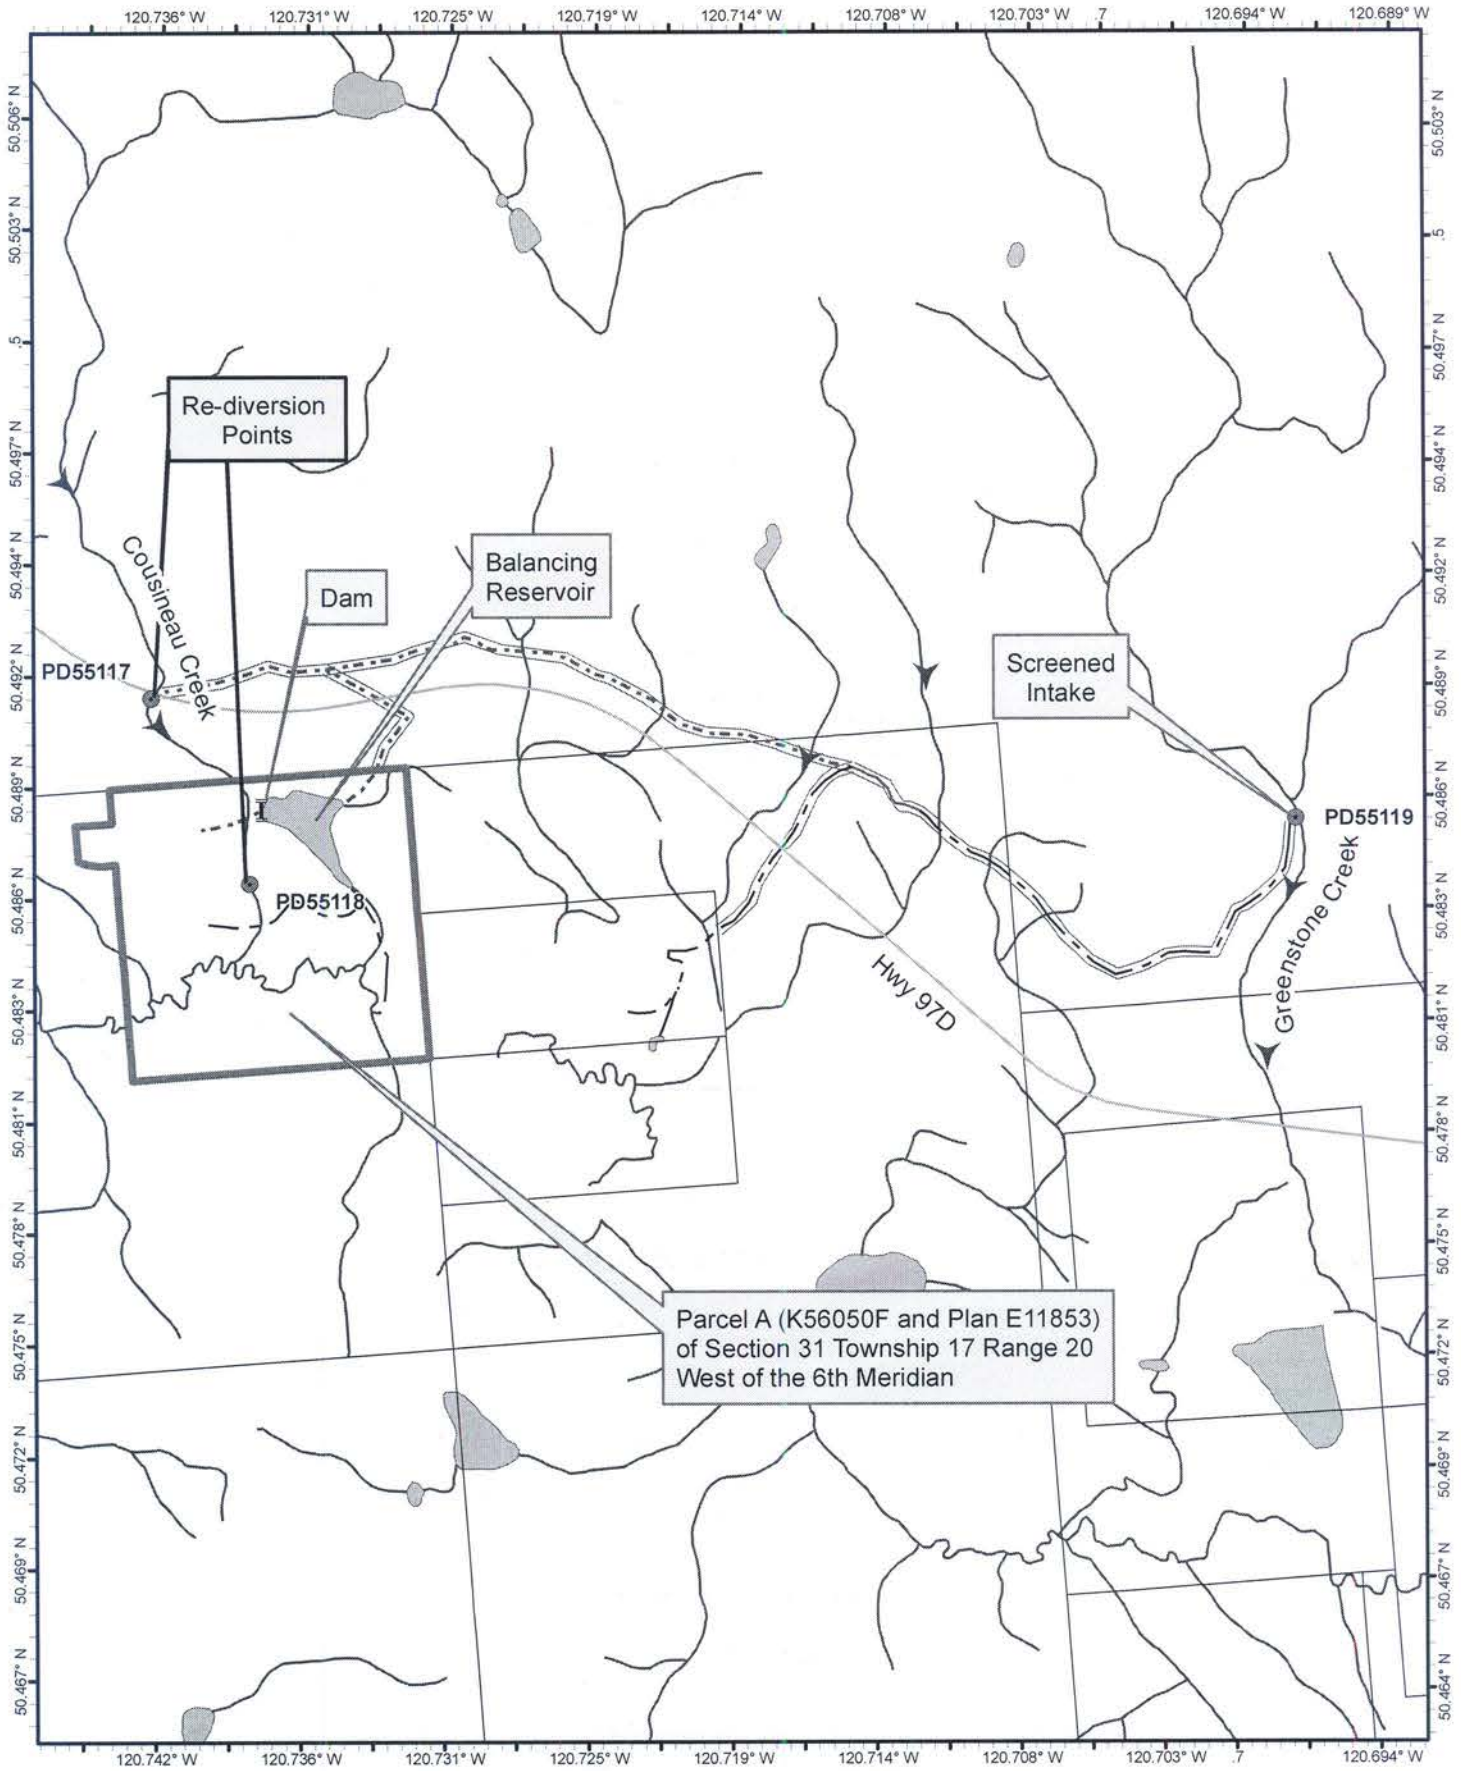 120.736° W
120.731° W
120.725° W
120.719° W
120.714° W
120.708° W
120.703° W
.7
120.694° W
120.689° W
50.506° N
50.503° N
.5
50.497° N
50.494° N
50.492° N
50.489° N
50.486° N
50.483° N
50.481° N
50.478° N
50.475° N
50.472° N
50.469° N
50.467° N
50.503° N
.5
50.497° N
50.494° N
50.492° N
50.489° N
50.486° N
50.483° N
50.481° N
50.478° N
50.475° N
50.472° N
50.469° N
50.467° N
50.464° N
Re-diversion
Points
Cousineau Creek
Dam
Balancing
Reservoir
PD55117
Screened
Intake
PD55119
PD55118
Greenstone Creek
Hwy 97D
Parcel A (K56050F and Plan E11853)
of Section 31 Township 17 Range 20
West of the 6th Meridian
120.742° W
120.736° W
120.731° W
120.725° W
120.719° W
120.714° W
120.708° W
120.703° W
.7
120.694° W